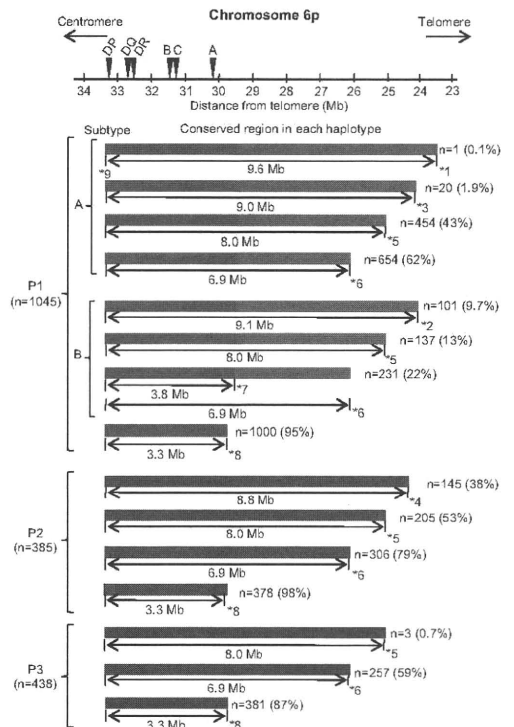 Chromosome 6p
Centromere
Telomere
DP DQ DR B C A
34 33 32 31 30 29 28 27 26 25 24 23
Distance from telomere (Mb)
Subtype Conserved region in each haplotype
n=1 (0.1%)
*9 9.6 Mb *1
n=20 (1.9%)
9.0 Mb *3
A
n=454 (43%)
8.0 Mb *5
n=654 (62%)
6.9 Mb *6
P1
(n=1045)
n=101 (9.7%)
9.1 Mb *2
n=137 (13%)
8.0 Mb *5
B
n=231 (22%)
3.8 Mb *7
6.9 Mb *6
n=1000 (95%)
3.3 Mb *8
n=145 (38%)
8.8 Mb *4
P2
(n=385)
n=205 (53%)
8.0 Mb *5
n=306 (79%)
6.9 Mb *6
n=378 (98%)
3.3 Mb *8
n=3 (0.7%)
8.0 Mb *5
P3
(n=438)
n=257 (59%)
6.9 Mb *6
n=381 (87%)
3.3 Mb *8